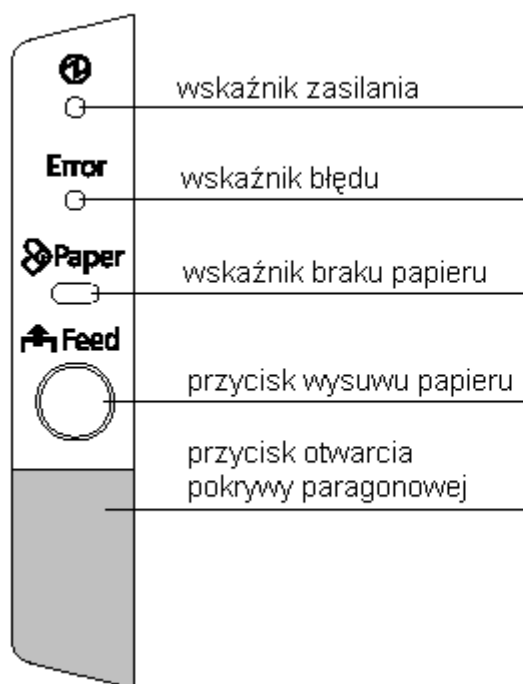 wskaźnik zasilania
Error
wskaźnik błędu
Paper
wskaźnik braku papieru
Feed
przycisk wysuwu papieru
przycisk otwarcia
pokrywy paragonowej